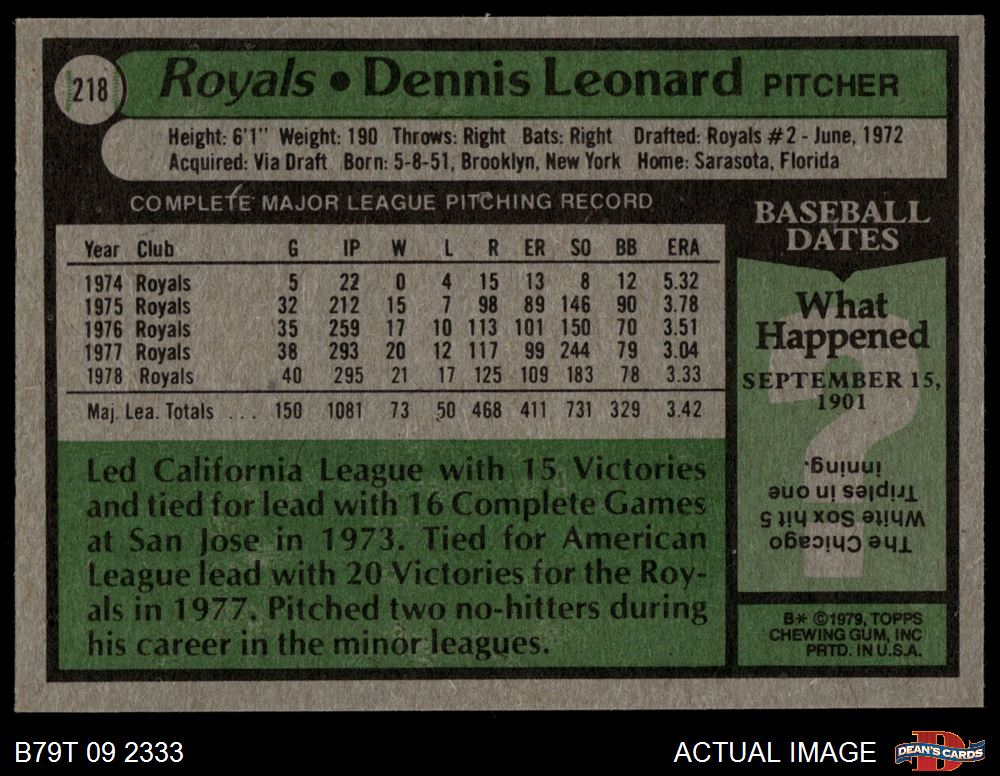 218
Royals • Dennis Leonard PITCHER
Height: 6'1" Weight: 190 Throws: Right Bats: Right Drafted: Royals #2 - June, 1972
Acquired: Via Draft Born: 5-8-51, Brooklyn, New York Home: Sarasota, Florida
COMPLETE MAJOR LEAGUE PITCHING RECORD
Year Club G IP W L R ER SO BB ERA
1974 Royals 5 22 0 4 15 13 8 12 5.32
1975 Royals 32 212 15 7 98 89 146 90 3.78
1976 Royals 35 259 17 10 113 101 150 70 3.51
1977 Royals 38 293 20 12 117 99 244 79 3.04
1978 Royals 40 295 21 17 125 109 183 78 3.33
Maj. Lea. Totals ... 150 1081 73 50 468 411 731 329 3.42
Led California League with 15 Victories
and tied for lead with 16 Complete Games
at San Jose in 1973. Tied for American
League lead with 20 Victories for the Roy-
als in 1977. Pitched two no-hitters during
his career in the minor leagues.
BASEBALL
DATES
What
Happened
SEPTEMBER 15,
1901
?
The Chicago
White Sox hit 5
Triples in one
inning.
B* ©1979, TOPPS
CHEWING GUM, INC
PRTD. IN U.S.A.
B79T 09 2333
ACTUAL IMAGE
DEAN'S CARDS